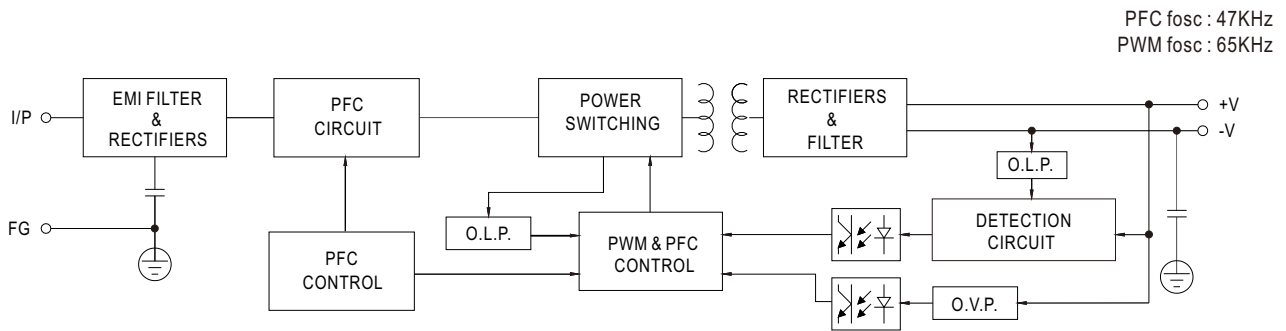 PFC fosc : 47KHz
PWM fosc : 65KHz
I/P
EMI FILTER
&
RECTIFIERS
PFC
CIRCUIT
POWER
SWITCHING
RECTIFIERS
&
FILTER
+V
-V
O.L.P.
FG
O.L.P.
PFC
CONTROL
PWM & PFC
CONTROL
DETECTION
CIRCUIT
O.V.P.